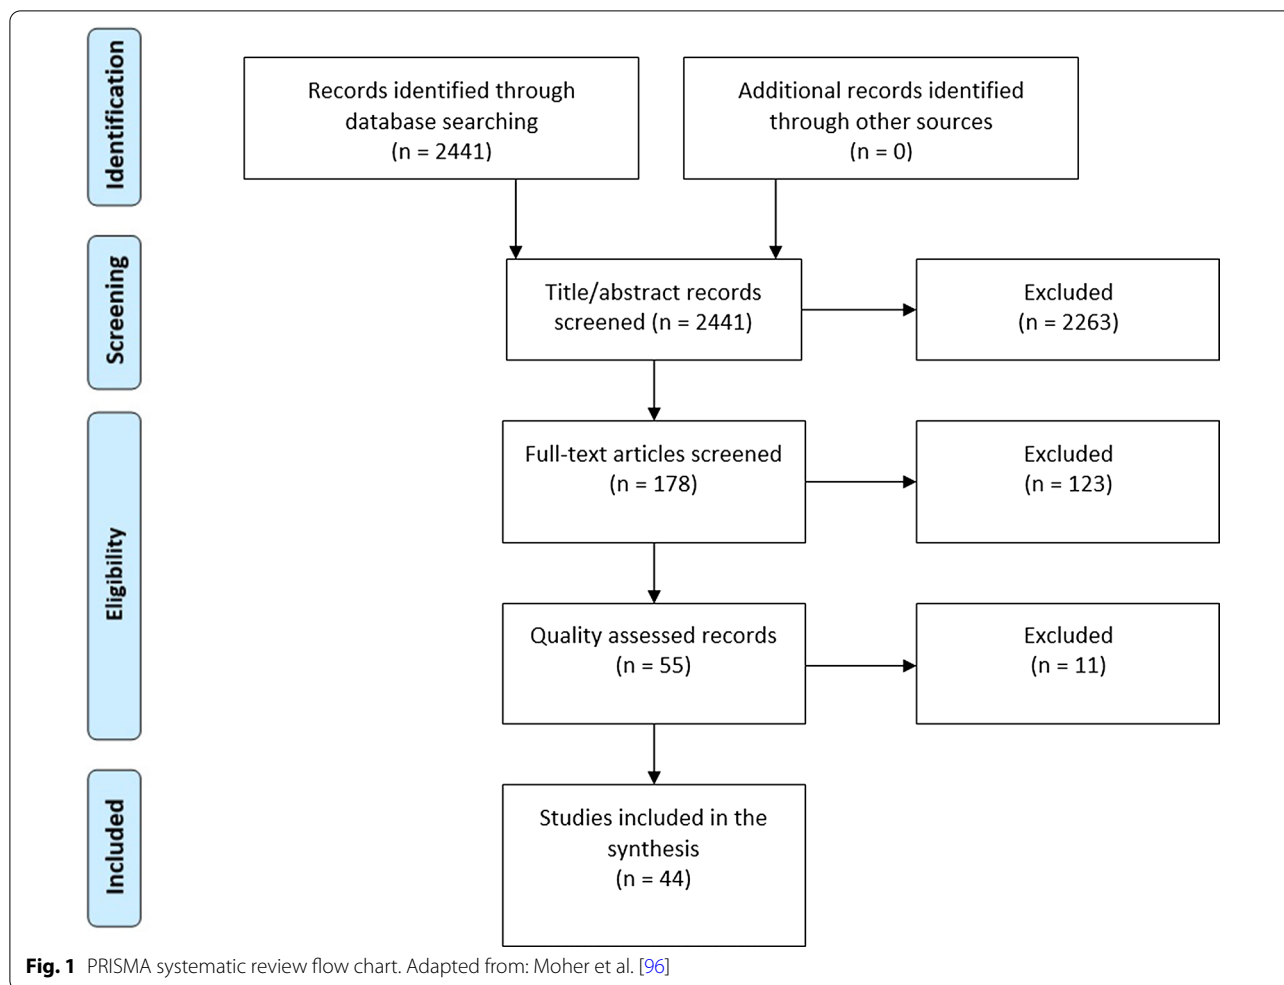 Identification
Records identified through
database searching
(n = 2441)
Additional records identified
through other sources
(n = 0)
Screening
Title/abstract records
screened (n = 2441)
Excluded
(n = 2263)
Eligibility
Full-text articles screened
(n = 178)
Excluded
(n = 123)
Quality assessed records
(n = 55)
Excluded
(n = 11)
Included
Studies included in the
synthesis
(n = 44)
Fig. 1 PRISMA systematic review flow chart. Adapted from: Moher et al. [96]